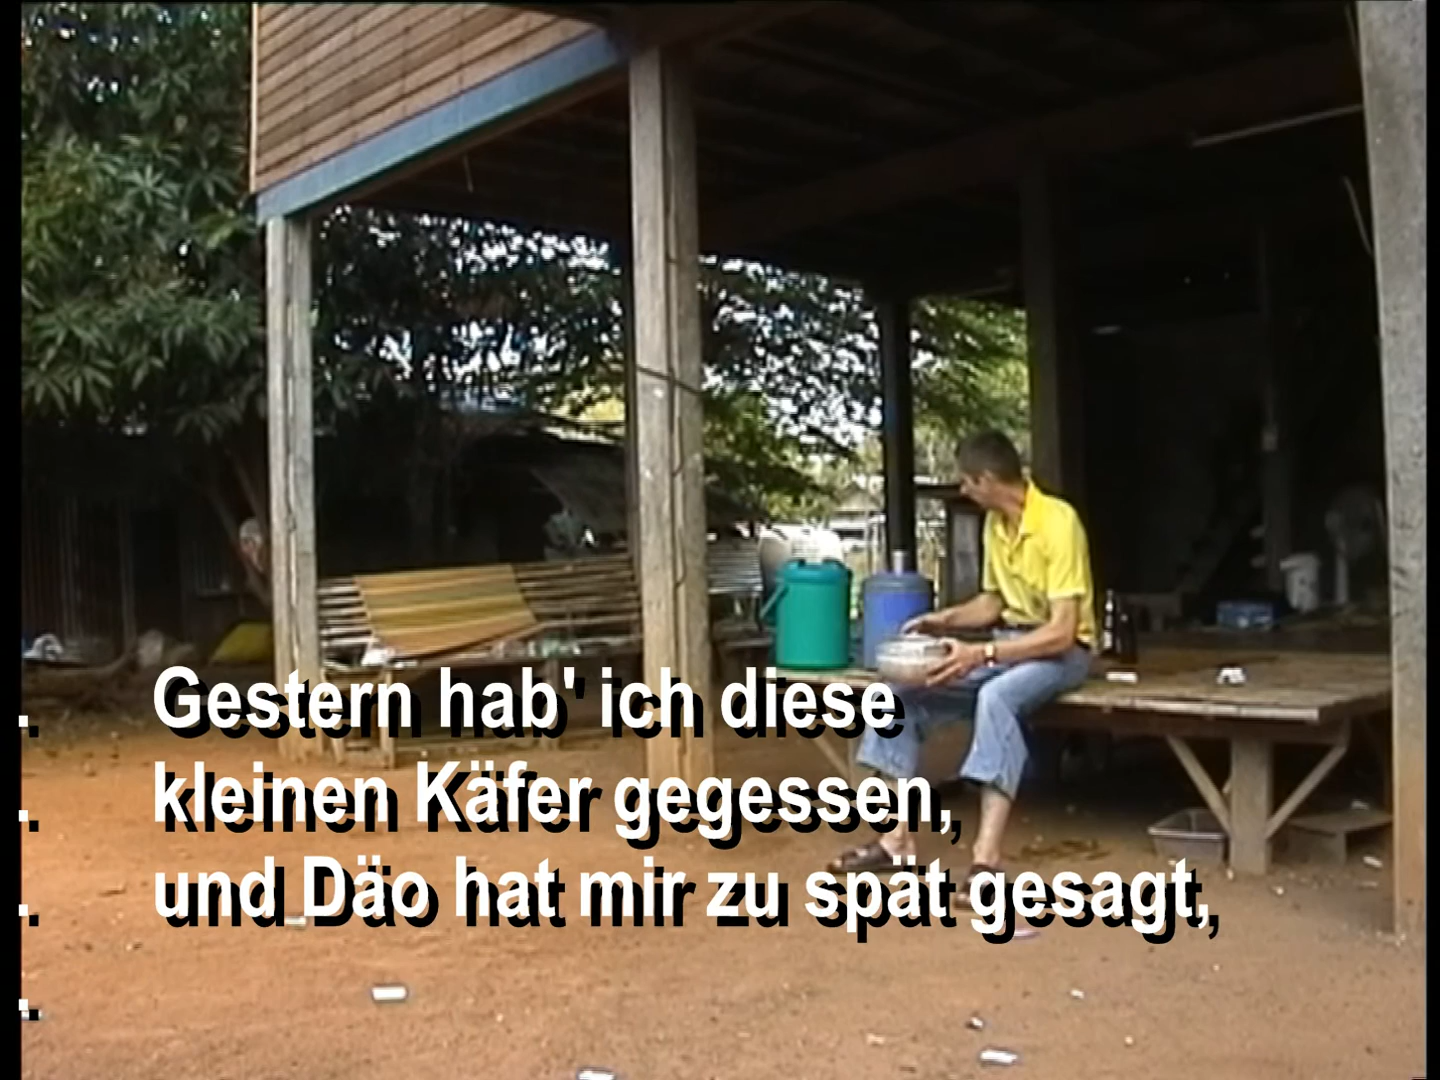 Gestern hab' ich diese
kleinen Käfer gegessen,
und Däo hat mir zu spät gesagt,